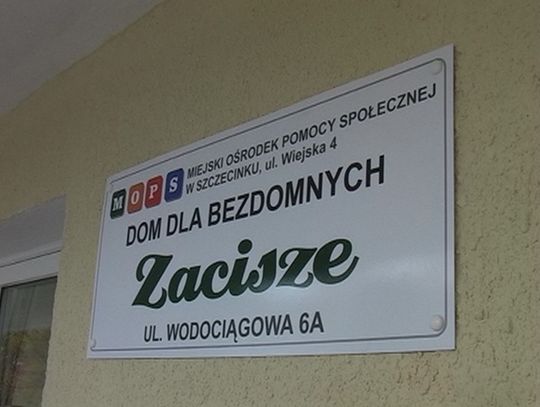 MOPS MIEJSKI OŚRODEK POMOCY SPOŁECZNEJ
W SZCZECINKU, ul. Wiejska 4
DOM DLA BEZDOMNYCH
Zacisze
UL. WODOCIĄGOWA 6A